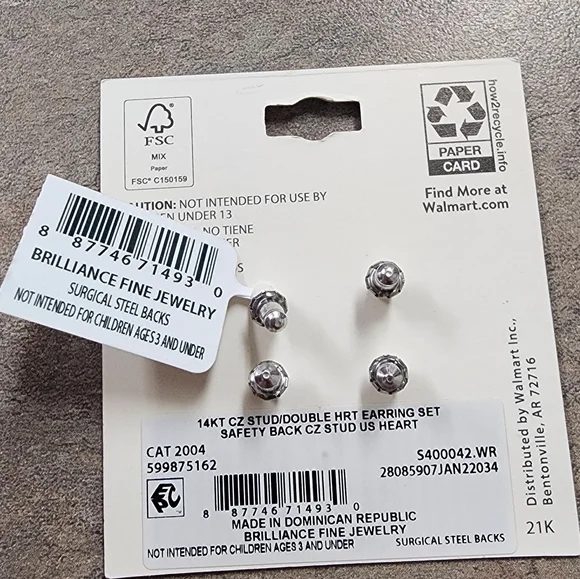 FSC
MIX
Paper
FSC® C150159
how2recycle.info
PAPER
CARD
Find More at
Walmart.com
UTION: NOT INTENDED FOR USE BY
EN UNDER 13
NO TIENE
8 87746 71493 0
BRILLIANCE FINE JEWELRY
SURGICAL STEEL BACKS
NOT INTENDED FOR CHILDREN AGES 3 AND UNDER
14KT CZ STUD/DOUBLE HRT EARRING SET
SAFETY BACK CZ STUD US HEART
CAT 2004
S400042.WR
599875162
28085907JAN22034
8 87746 71493 0
MADE IN DOMINICAN REPUBLIC
BRILLIANCE FINE JEWELRY
NOT INTENDED FOR CHILDREN AGES 3 AND UNDER
SURGICAL STEEL BACKS
Distributed by Walmart Inc.,
Bentonville, AR 72716
21K